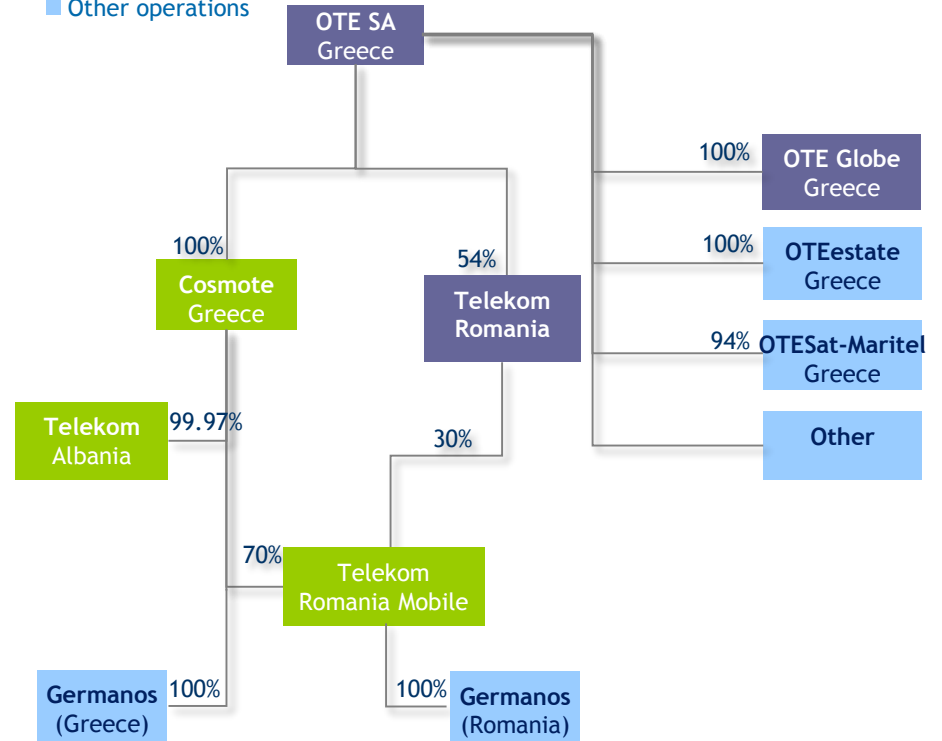 Other operations
OTE SA
Greece
100%
OTE Globe
Greece
100%
OTEestate
Greece
100%
Cosmote
Greece
54%
Telekom
Romania
94%
OTESat-Maritel
Greece
Other
Telekom
Albania
99.97%
30%
70%
Telekom
Romania Mobile
Germanos
(Greece)
100%
100%
Germanos
(Romania)